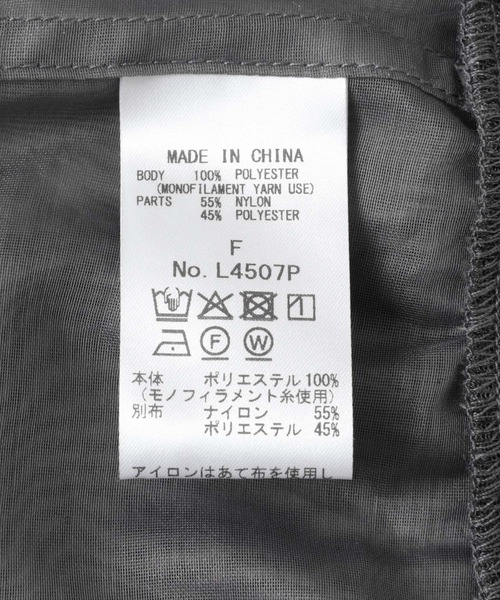 MADE IN CHINA
BODY 100% POLYESTER
(MONOFILAMENT YARN USE)
PARTS 55% NYLON
45% POLYESTER
F
No. L4507P
F W
本体 ポリエステル 100%
(モノフィラメント糸使用)
別布 ナイロン 55%
ポリエステル 45%
アイロンはあて布を使用し